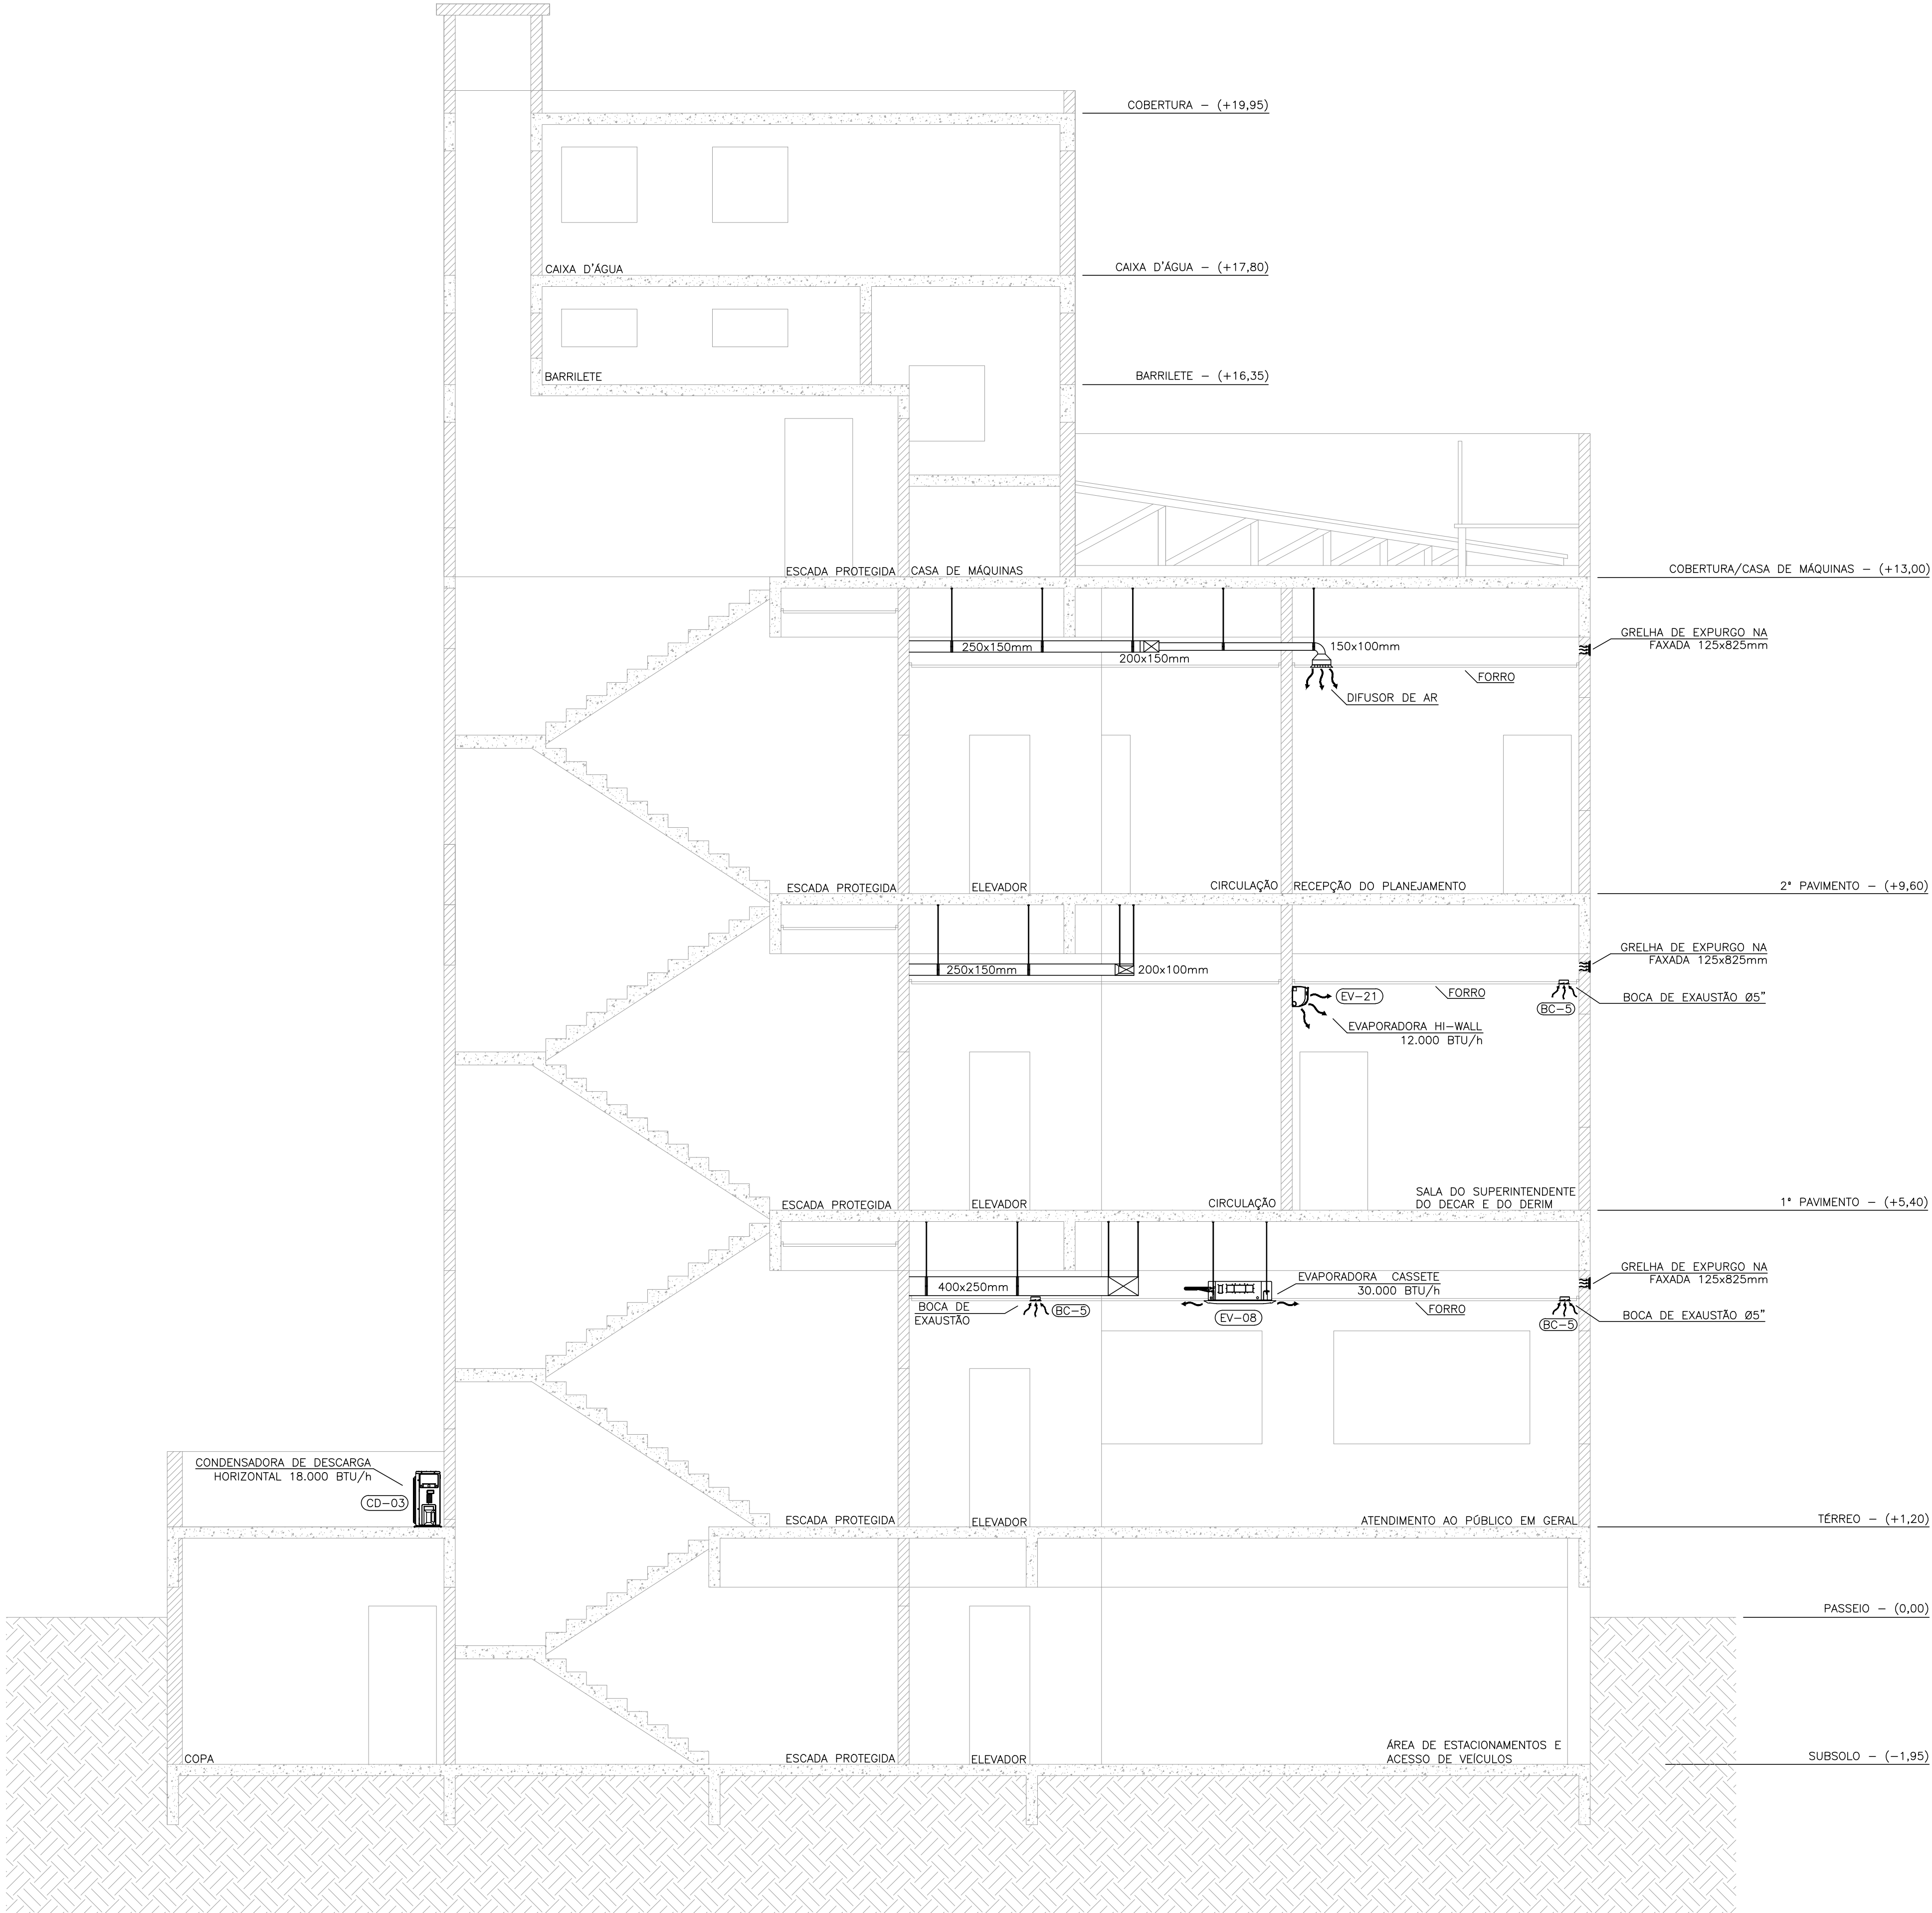 COBERTURA - (+19,95)
CAIXA D'ÁGUA
CAIXA D'ÁGUA - (+17,80)
BARRILETE
BARRILETE - (+16,35)
ESCADA PROTEGIDA
CASA DE MÁQUINAS
COBERTURA/CASA DE MÁQUINAS - (+13,00)
250x150mm
200x150mm
150x100mm
GRELHA DE EXPURGO NA
FAXADA 125x825mm
FORRO
DIFUSOR DE AR
ESCADA PROTEGIDA
ELEVADOR
CIRCULAÇÃO
RECEPÇÃO DO PLANEJAMENTO
2° PAVIMENTO - (+9,60)
250x150mm
200x100mm
GRELHA DE EXPURGO NA
FAXADA 125x825mm
EV-21
FORRO
BC-5
BOCA DE EXAUSTÃO Ø5"
EVAPORADORA HI-WALL
12.000 BTU/h
ESCADA PROTEGIDA
ELEVADOR
CIRCULAÇÃO
SALA DO SUPERINTENDENTE
DO DECAR E DO DERIM
1° PAVIMENTO - (+5,40)
400x250mm
BOCA DE
EXAUSTÃO
BC-5
EV-08
EVAPORADORA CASSETE
30.000 BTU/h
FORRO
GRELHA DE EXPURGO NA
FAXADA 125x825mm
BC-5
BOCA DE EXAUSTÃO Ø5"
CONDENSADORA DE DESCARGA
HORIZONTAL 18.000 BTU/h
CD-03
ESCADA PROTEGIDA
ELEVADOR
ATENDIMENTO AO PÚBLICO EM GERAL
TÉRREO - (+1,20)
PASSEIO - (0,00)
COPA
ESCADA PROTEGIDA
ELEVADOR
ÁREA DE ESTACIONAMENTOS E
ACESSO DE VEÍCULOS
SUBSOLO - (-1,95)